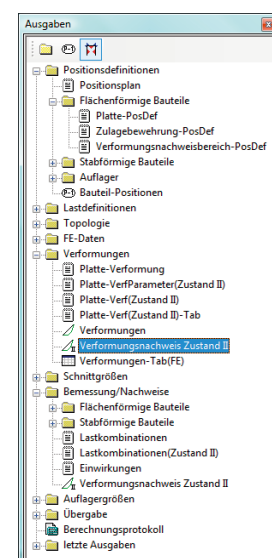 Ausgaben
Positionsdefinitionen
Positionsplan
Flächenförmige Bauteile
Platte-PosDef
Zulagebewehrung-PosDef
Verformungsnachweisbereich-PosDef
Stabförmige Bauteile
Auflager
Bauteil-Positionen
Lastdefinitionen
Topologie
FE-Daten
Verformungen
Platte-Verformung
Platte-VerfParameter(Zustand II)
Platte-Verf(Zustand II)
Platte-Verf(Zustand II)-Tab
Verformungen
Verformungsnachweis Zustand II
Verformungen-Tab(FE)
Schnittgrößen
Bemessung/Nachweise
Flächenförmige Bauteile
Stabförmige Bauteile
Lastkombinationen
Lastkombinationen(Zustand II)
Einwirkungen
Verformungsnachweis Zustand II
Auflagergrößen
Übergabe
Berechnungsprotokoll
letzte Ausgaben